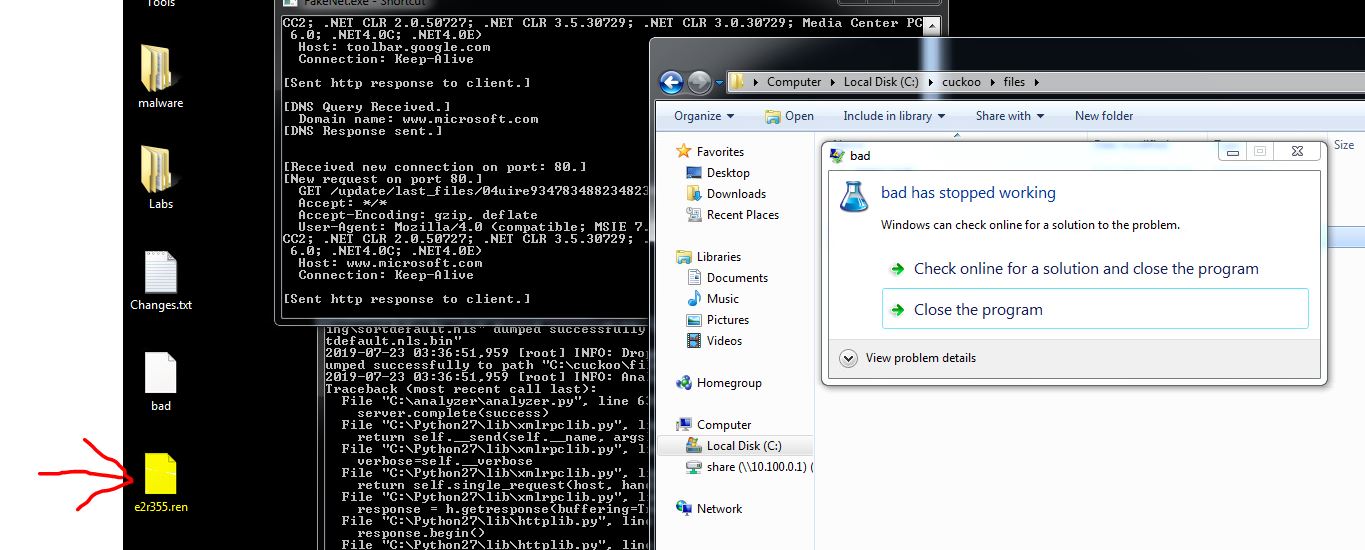 Tools
malware
Labs
Changes.txt
bad
e2r355.ren
FakeNet.exe - Shortcut
CC2; .NET CLR 2.0.50727; .NET CLR 3.5.30729; .NET CLR 3.0.30729; Media Center PC
6.0; .NET4.0C; .NET4.0E)
Host: toolbar.google.com
Connection: Keep-Alive
[Sent http response to client.]
[DNS Query Received.]
Domain name: www.microsoft.com
[DNS Response sent.]
[Received new connection on port: 80.]
[New request on port 80.]
GET /update/last_files/04uire934783488234823
Accept: */*
Accept-Encoding: gzip, deflate
User-Agent: Mozilla/4.0 (compatible; MSIE 7.
CC2; .NET CLR 2.0.50727; .NET CLR 3.5.30729; .
6.0; .NET4.0C; .NET4.0E)
Host: www.microsoft.com
Connection: Keep-Alive
[Sent http response to client.]
ing\sortdefault.nls" dumped successfully
tdefault.nls.bin"
2019-07-23 03:36:51,959 [root] INFO: Drop
umped successfully to path "C:\cuckoo\fi
2019-07-23 03:36:51,959 [root] INFO: Ana
Traceback (most recent call last):
File "C:\analyzer\analyzer.py", line 63
server.complete(success)
File "C:\Python27\lib\xmlrpclib.py", li
return self.__send(self.__name, args
File "C:\Python27\lib\xmlrpclib.py", li
verbose=self.__verbose
File "C:\Python27\lib\xmlrpclib.py", li
return self.single_request(host, han
File "C:\Python27\lib\xmlrpclib.py", li
response = h.getresponse(buffering=T
File "C:\Python27\lib\httplib.py", line
response.begin()
File "C:\Python27\lib\httplib.py", line
Computer Local Disk (C:) cuckoo files
Organize Open Include in library Share with New folder
Favorites
Desktop
Downloads
Recent Places
Libraries
Documents
Music
Pictures
Videos
Homegroup
Computer
Local Disk (C:)
share (\\10.100.0.1) (
Network
Size
bad
bad has stopped working
Windows can check online for a solution to the problem.
Check online for a solution and close the program
Close the program
View problem details